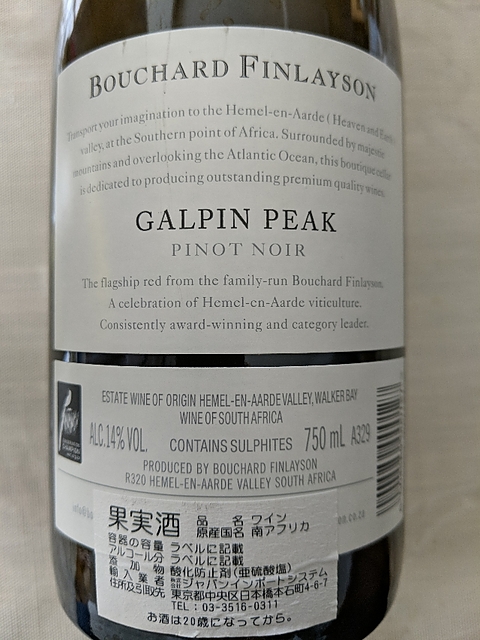 BOUCHARD FINLAYSON
Transport your imagination to the Hemel-en-Aarde (Heaven and
valley, at the Southern point of Africa. Surrounded by majestic
mountains and overlooking the Atlantic Ocean, this boutique cellar
is dedicated to producing outstanding premium quality wines.
GALPIN PEAK
PINOT NOIR
The flagship red from the family-run Bouchard Finlayson.
A celebration of Hemel-en-Aarde viticulture.
Consistently award-winning and category leader.
ESTATE WINE OF ORIGIN HEMEL-EN-AARDE VALLEY, WALKER BAY
WINE OF SOUTH AFRICA
ALC.14% VOL. CONTAINS SULPHITES 750 mL A329
PRODUCED BY BOUCHARD FINLAYSON
R320 HEMEL-EN-AARDE VALLEY SOUTH AFRICA
果実酒 品 名 ワイン
原産国名 南アフリカ
容器の容量 ラベルに記載
アルコール分 ラベルに記載
添 加 物 酸化防止剤(亜硫酸塩)
輸入業者 株式会社ジャパンワインポートシステム
住所及引取先 東京都中央区日本橋本石町4-6-7
TEL:03-3516-0311
お酒は20歳になってから。